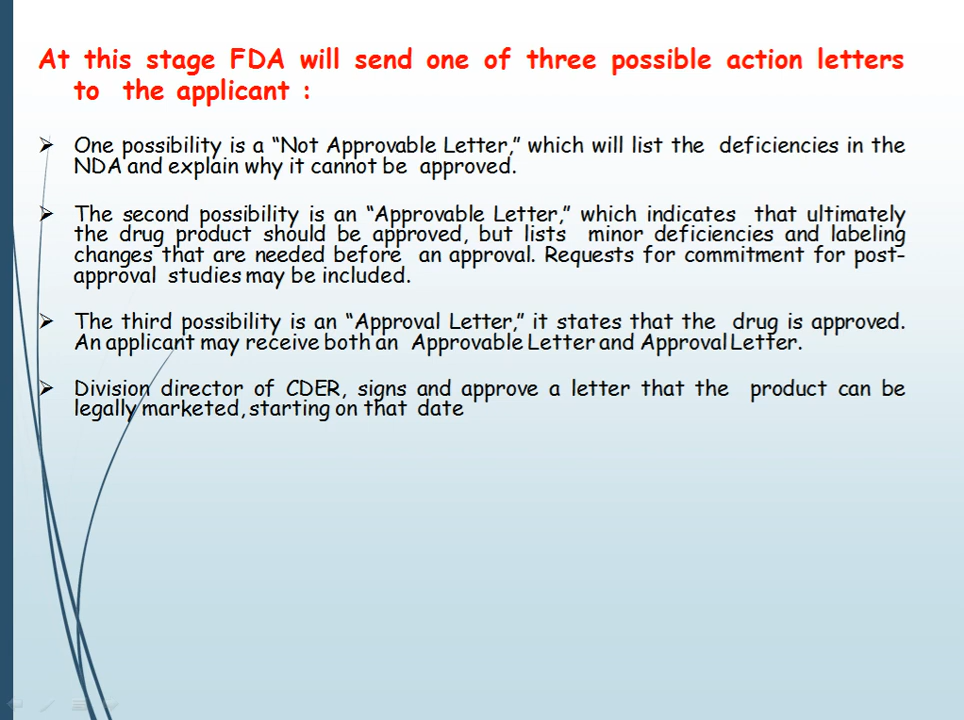 At this stage FDA will send one of three possible action letters
to the applicant :
One possibility is a “Not Approvable Letter,” which will list the deficiencies in the
NDA and explain why it cannot be approved.
The second possibility is an “Approvable Letter,” which indicates that ultimately
the drug product should be approved, but lists minor deficiencies and labeling
changes that are needed before an approval. Requests for commitment for post-
approval studies may be included.
The third possibility is an “Approval Letter,” it states that the drug is approved.
An applicant may receive both an Approvable Letter and Approval Letter.
Division director of CDER, signs and approve a letter that the product can be
legally marketed, starting on that date